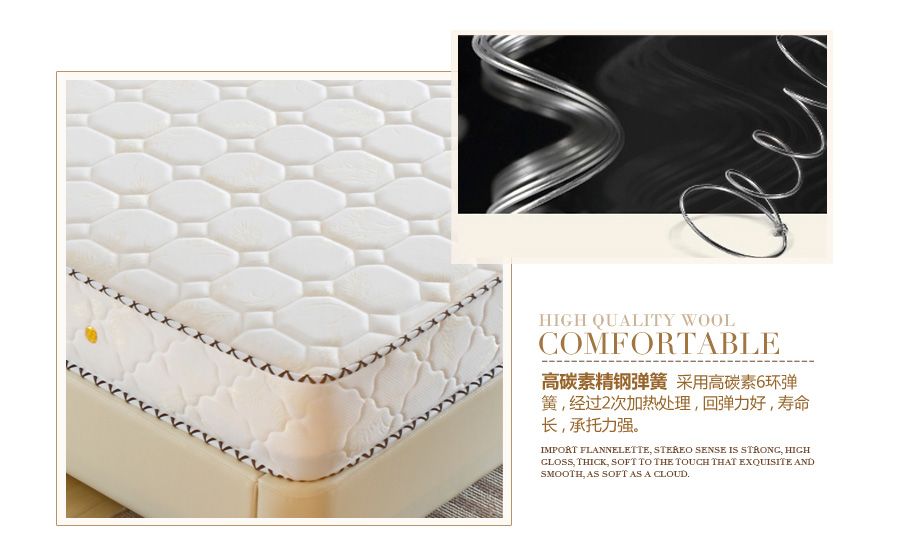 HIGH QUALITY WOOL
COMFORTABLE
高碳素精钢弹簧 采用高碳素6环弹
簧，经过2次加热处理，回弹力好，寿命
长，承托力强。
IMPORT FLANNELETTE, STEREO SENSE IS STRONG, HIGH
GLOSS, THICK, SOFT TO THE TOUCH THAT EXQUISITE AND
SMOOTH, AS SOFT AS A CLOUD.